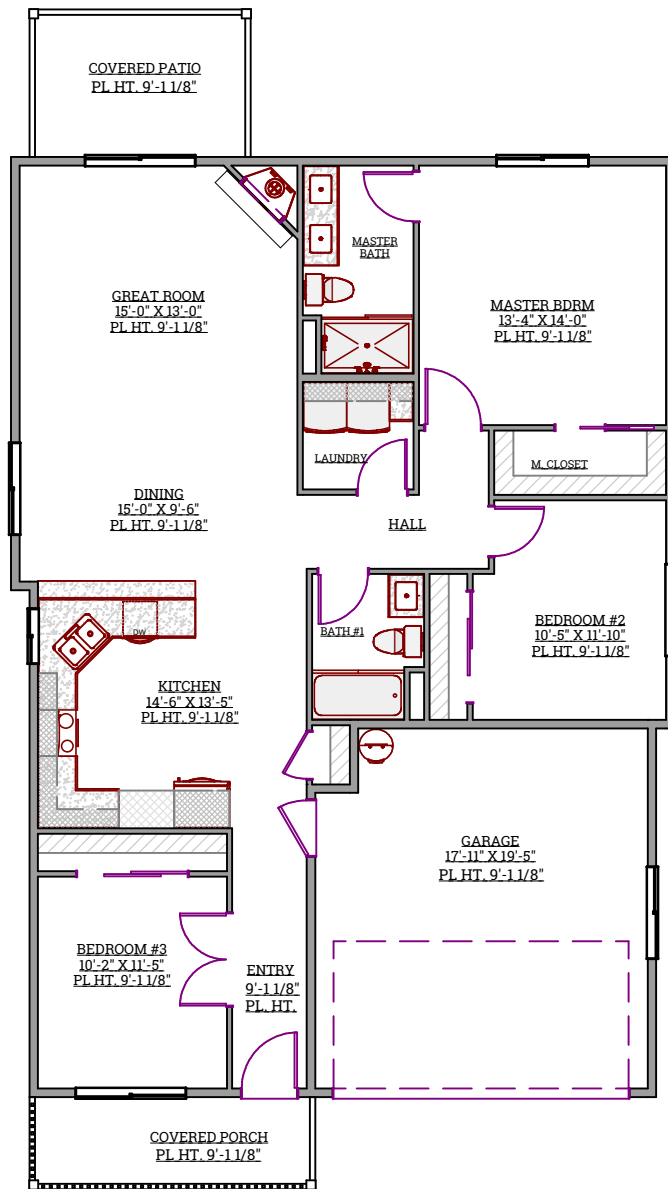 COVERED PATIO
PL HT. 9'-1 1/8"
MASTER
BATH
GREAT ROOM
15'-0" X 13'-0"
PL HT. 9'-1 1/8"
MASTER BDRM
13'-4" X 14'-0"
PL HT. 9'-1 1/8"
LAUNDRY
M. CLOSET
DINING
15'-0" X 9'-6"
PL HT. 9'-1 1/8"
HALL
DW
BATH #1
BEDROOM #2
10'-5" X 11'-10"
PL HT. 9'-1 1/8"
KITCHEN
14'-6" X 13'-5"
PL HT. 9'-1 1/8"
GARAGE
17'-11" X 19'-5"
PL HT. 9'-1 1/8"
BEDROOM #3
10'-2" X 11'-5"
PL HT. 9'-1 1/8"
ENTRY
9'-1 1/8"
PL. HT.
COVERED PORCH
PL HT. 9'-1 1/8"